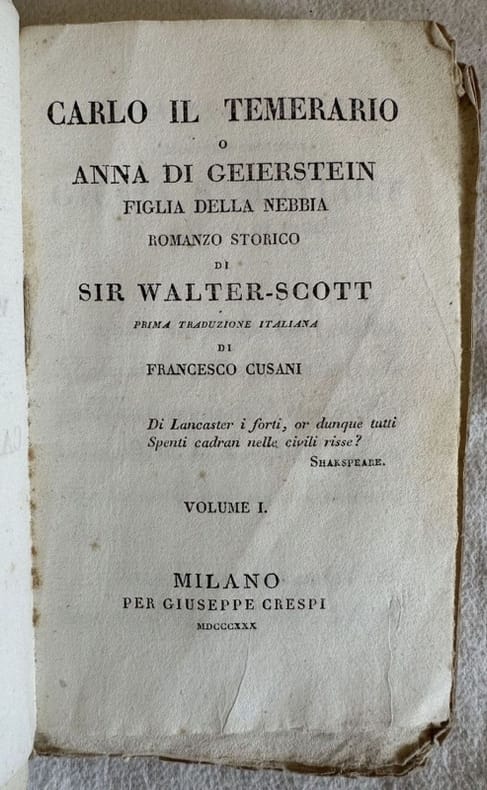 CARLO IL TEMERARIO
O
ANNA DI GEIERSTEIN
FIGLIA DELLA NEBBIA
ROMANZO STORICO
DI
SIR WALTER-SCOTT
PRIMA TRADUZIONE ITALIANA
DI
FRANCESCO CUSANI
Di Lancaster i forti, or dunque tutti
Spenti cadran nelle civili risse?
SHAKSPEARE.
VOLUME I.
MILANO
PER GIUSEPPE CRESPI
MDCCCXXX